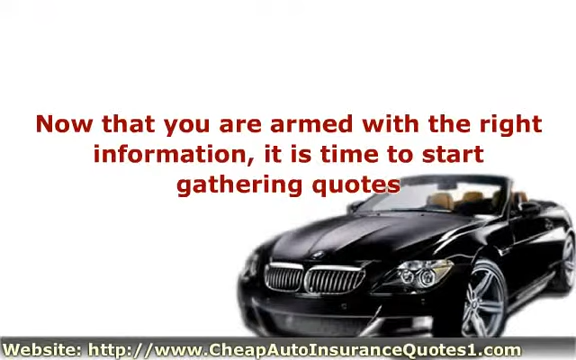 Now that you are armed with the right
information, it is time to start
gathering quotes
Website: http://www.CheapAutoInsuranceQuotes1.com